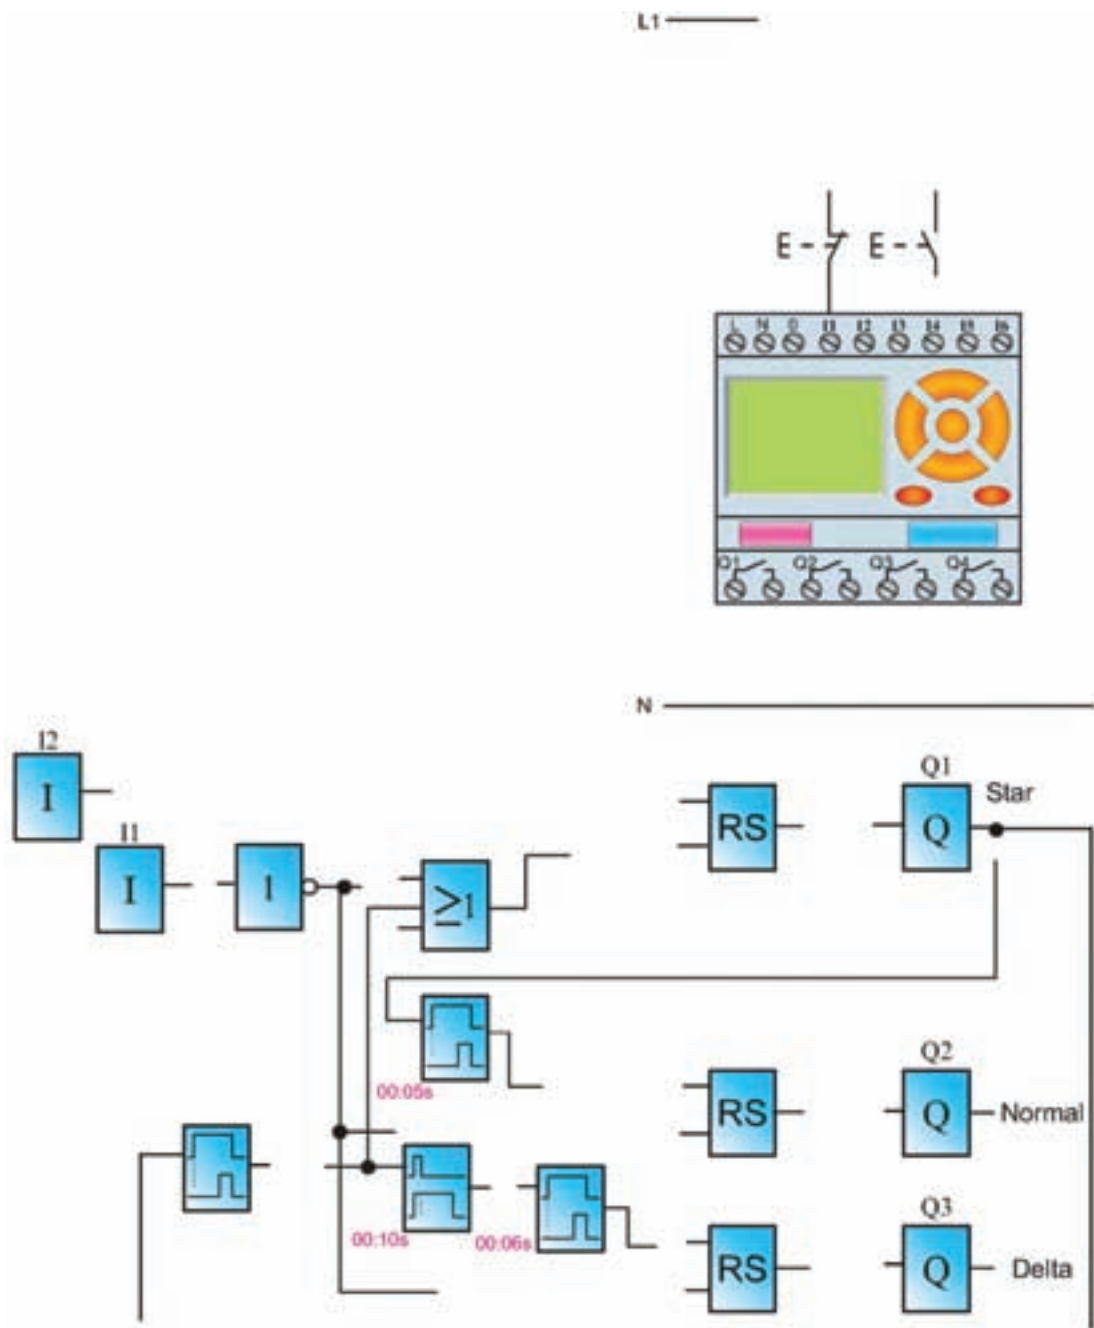 L1
E E
L N 0 I1 I2 I3 I4 I5 I6
Q1 Q2 Q3 Q4
N
I2
I
I1
I
1
≥1
RS
Q1
Q
Star
00:05s
RS
Q2
Q
Normal
00:10s
00:06s
RS
Q3
Q
Delta